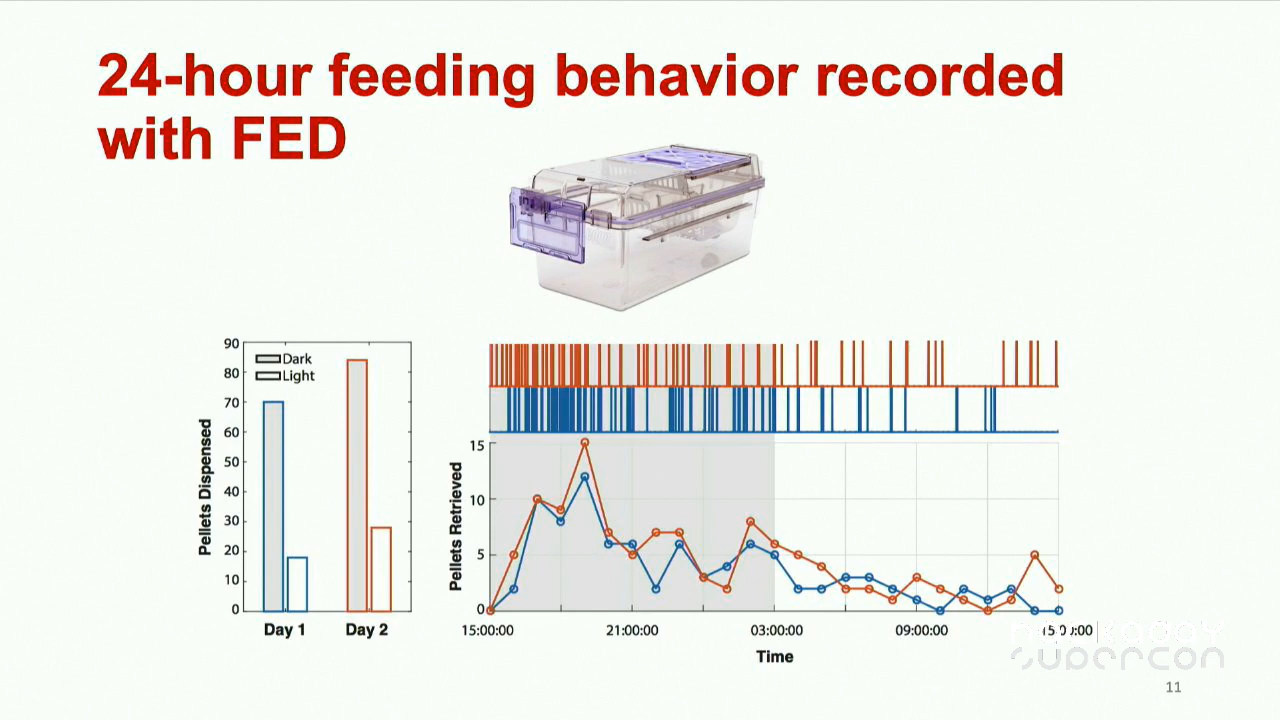 24-hour feeding behavior recorded
with FED
90
80
70
60
50
40
30
20
10
0
Pellets Dispensed
Dark
Light
Day 1
Day 2
15
10
5
0
Pellets Retrieved
15:00:00
21:00:00
03:00:00
09:00:00
Time
supercon
11